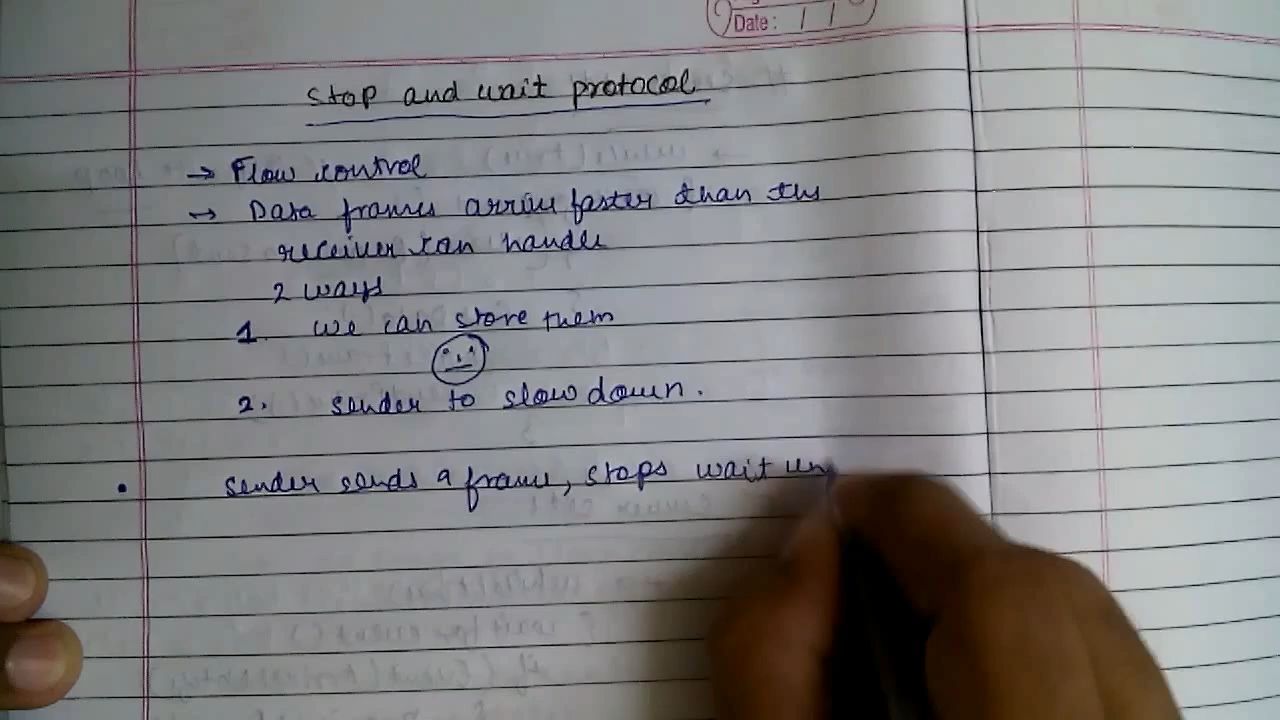 Date: / /
Stop and wait protocol
→ Flow control
→ Data frames arrive faster than the
receiver can handle
2 ways
1. we can store them
2. sender to slow down.
• sender sends a frame, stops wait un